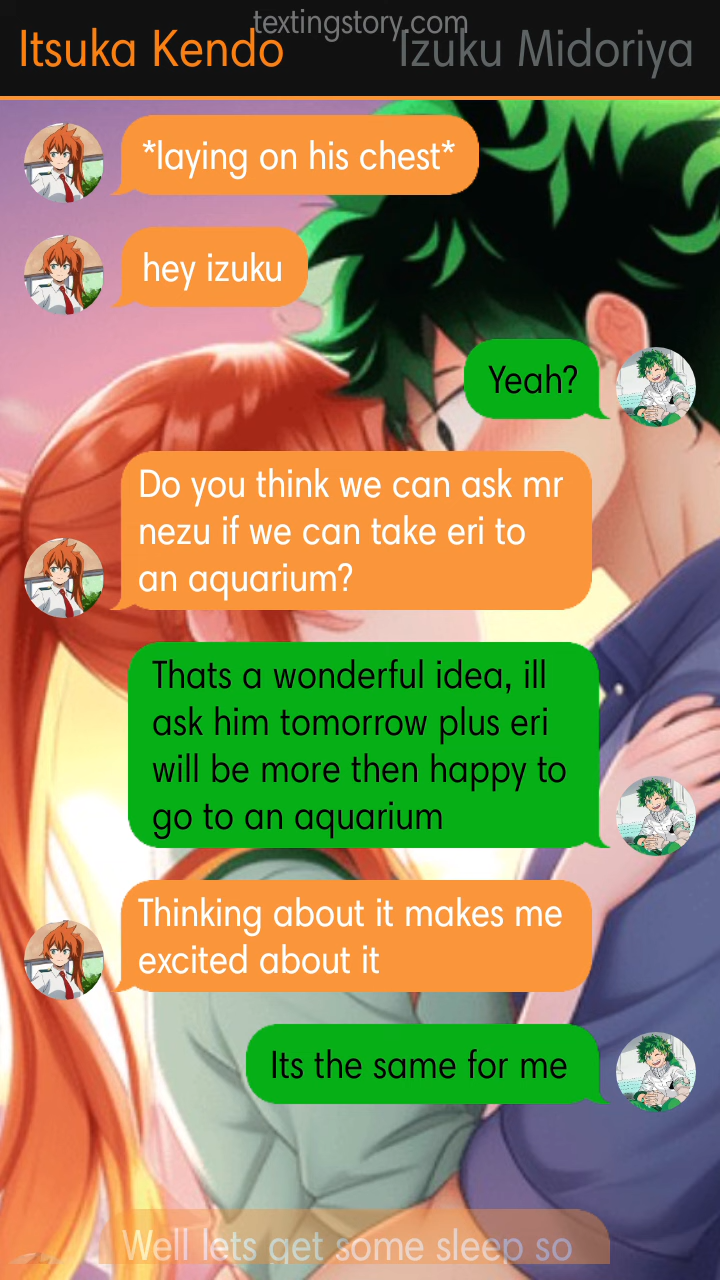 textingstory.com
Itsuka Kendo
Izuku Midoriya
*laying on his chest*
hey izuku
Yeah?
Do you think we can ask mr
nezu if we can take eri to
an aquarium?
Thats a wonderful idea, ill
ask him tomorrow plus eri
will be more then happy to
go to an aquarium
Thinking about it makes me
excited about it
Its the same for me
Well lets get some sleep so